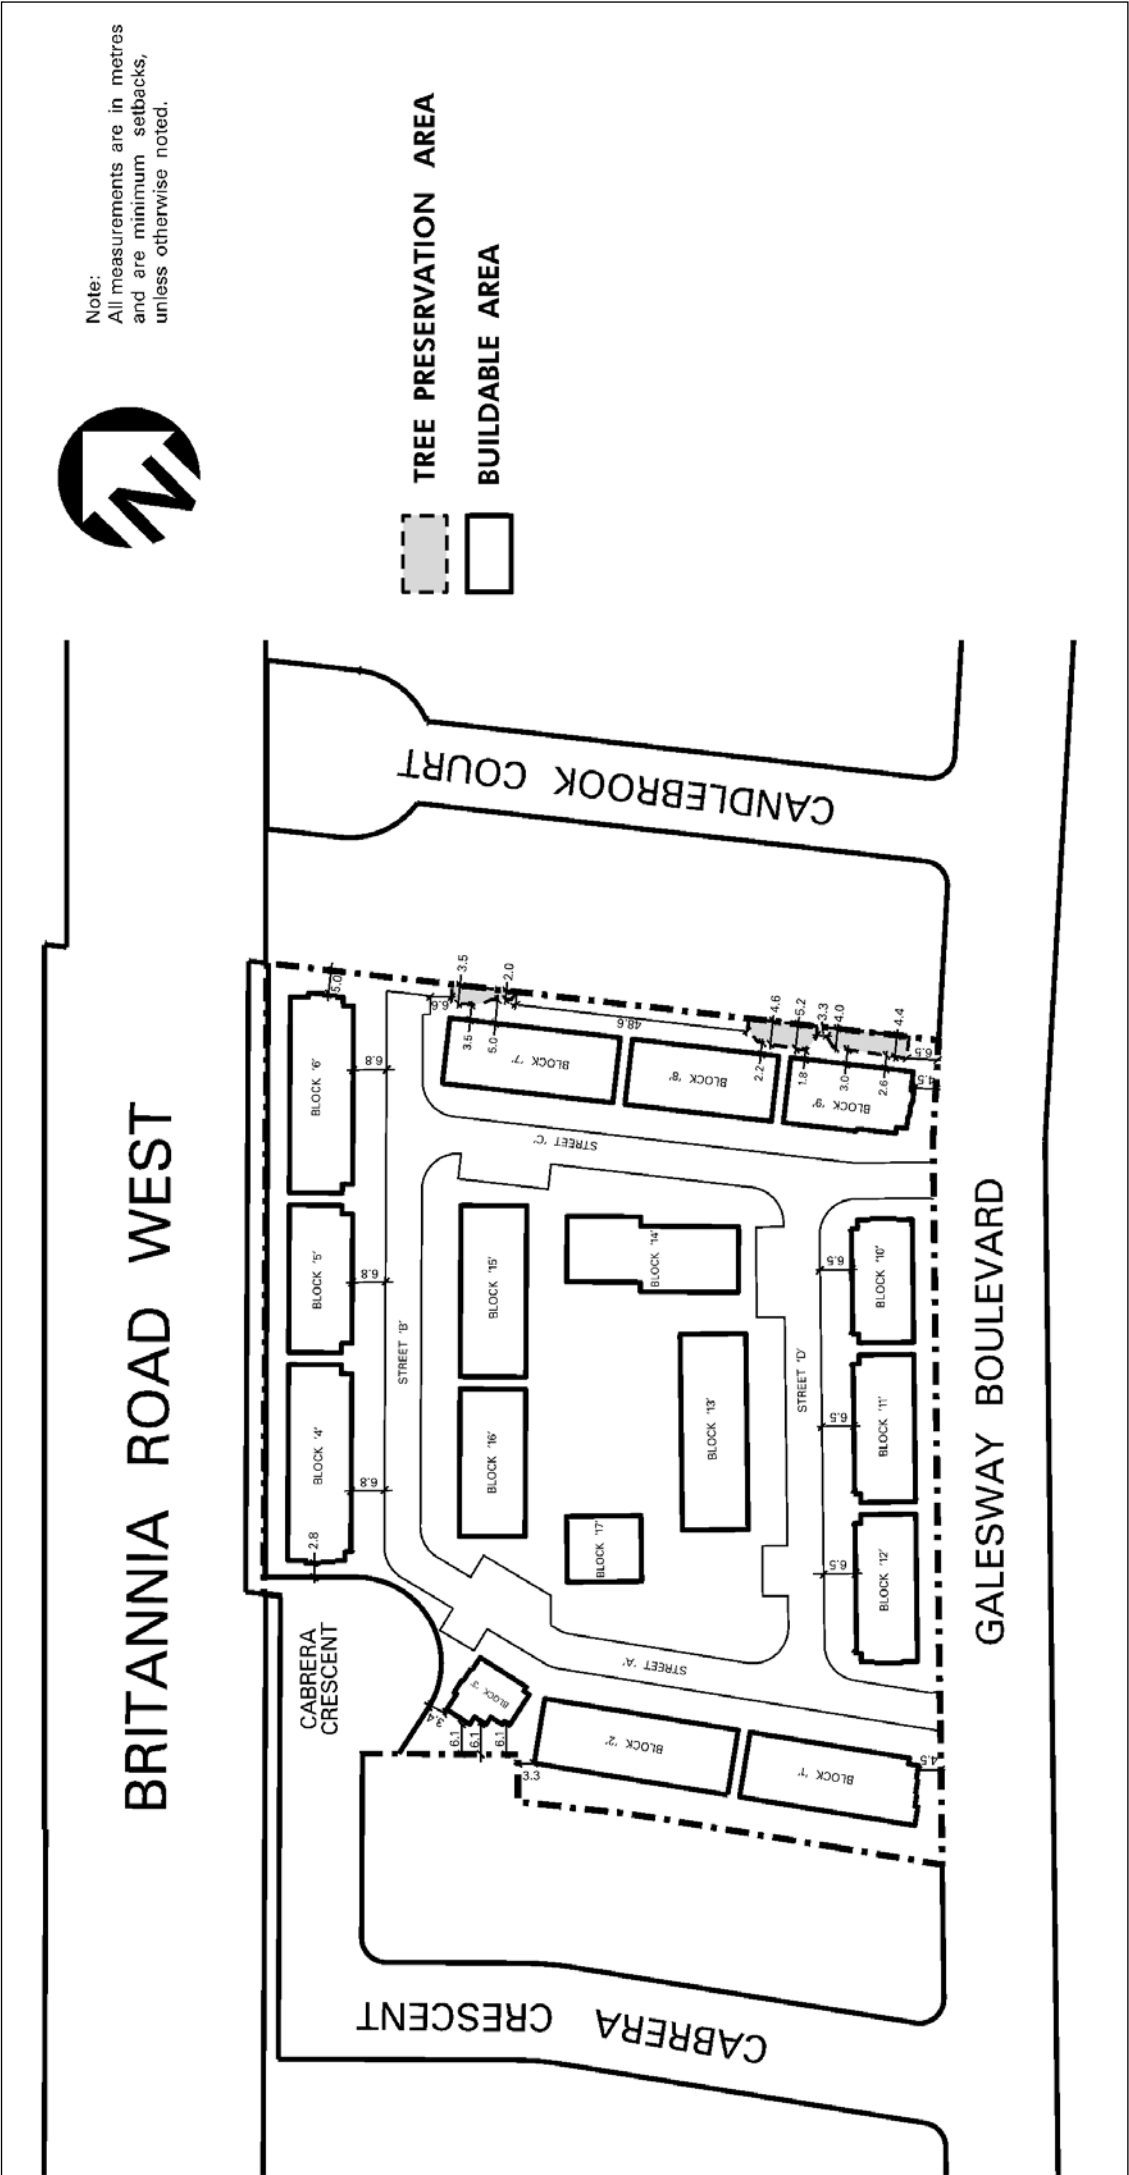 Note:
All measurements are in metres
and are minimum setbacks,
unless otherwise noted.
N
TREE PRESERVATION AREA
BUILDABLE AREA
BRITANNIA ROAD WEST
CABRERA
CRESCENT
CANDLEBROOK COURT
GALESWAY BOULEVARD
CABRERA CRESCENT
BLOCK '4'
BLOCK '5'
BLOCK '6'
2.8
5.0
6.8
6.8
6.8
STREET 'B'
BLOCK '3'
3.4
6.1
6.1
6.1
3.3
BLOCK '2'
BLOCK '1'
4.5
STREET 'A'
BLOCK '16'
BLOCK '15'
BLOCK '17'
BLOCK '14'
BLOCK '13'
STREET 'D'
6.5
6.5
6.5
BLOCK '12'
BLOCK '11'
BLOCK '10'
STREET 'C'
BLOCK '7'
BLOCK '8'
BLOCK '9'
6.6
3.5
3.5
2.0
5.0
48.6
4.6
2.2
5.2
1.8
3.3
4.0
3.0
4.4
2.6
6.5
4.5